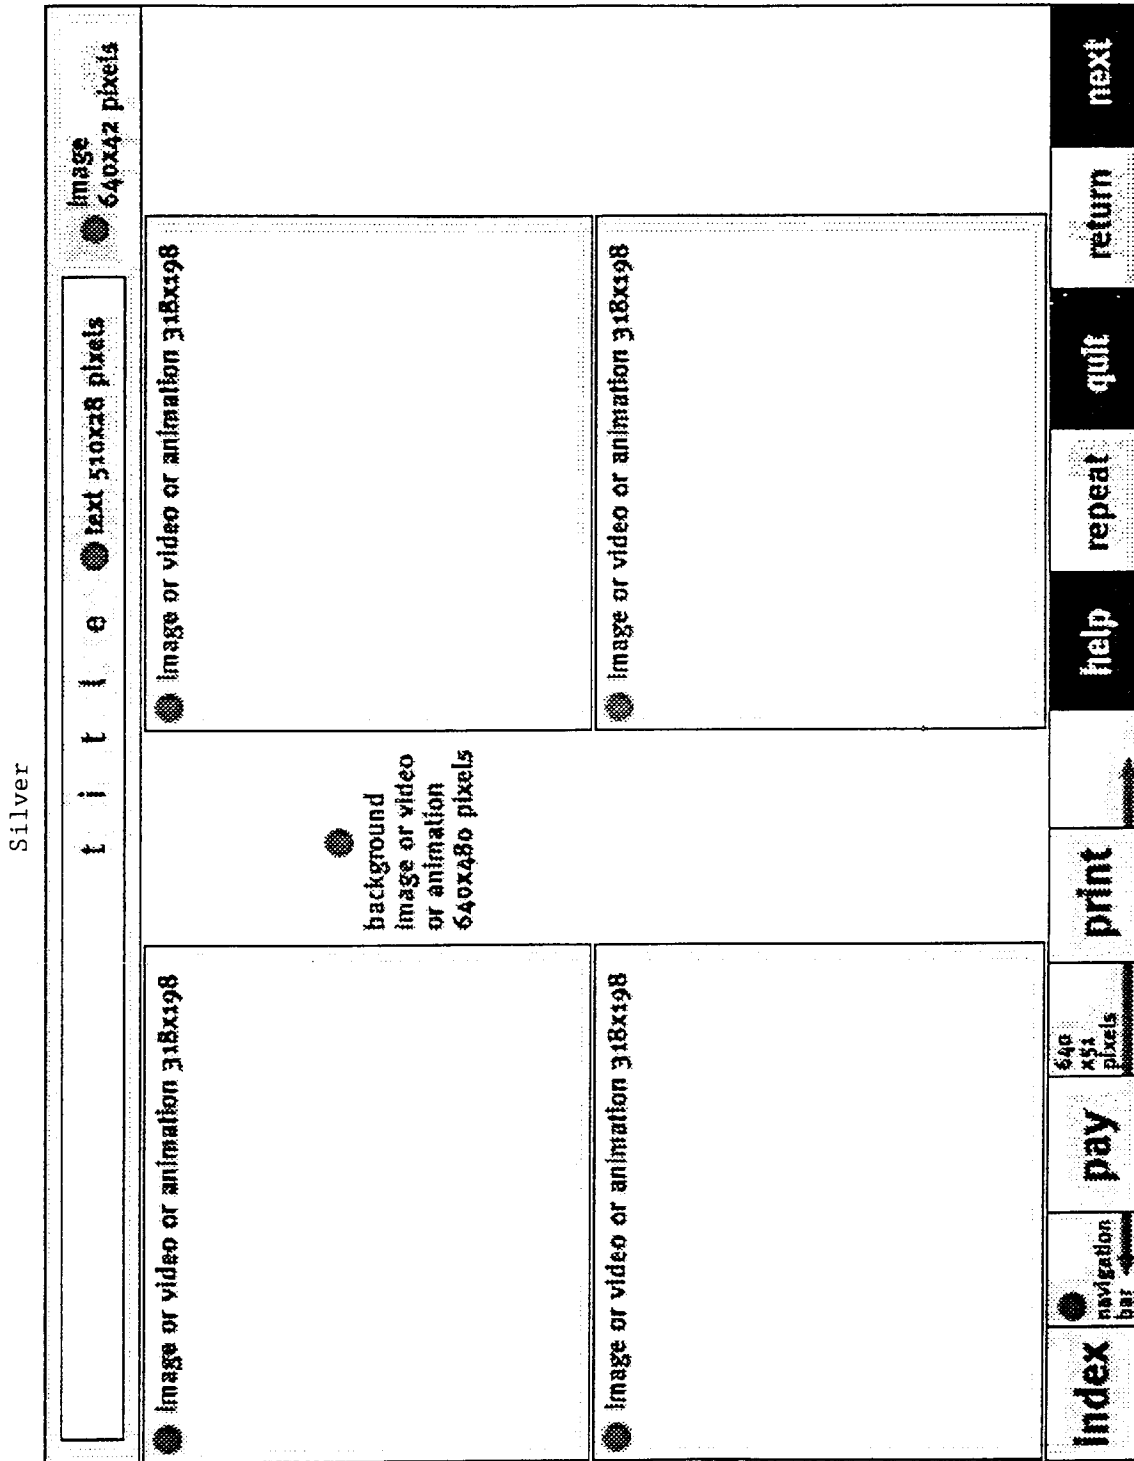 Silver
t i t l e
text 510x28 pixels
image
640x42 pixels
image or video or animation 318x198
image or video or animation 318x198
background
image or video
or animation
640x480 pixels
image or video or animation 318x198
image or video or animation 318x198
index
navigation
bar
pay
640
x51
pixels
print
help
repeat
quit
return
next